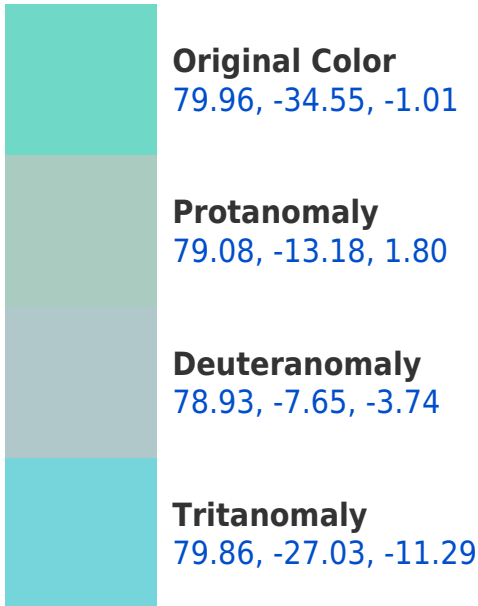 Original Color
79.96, -34.55, -1.01
Protanomaly
79.08, -13.18, 1.80
Deuteranomaly
78.93, -7.65, -3.74
Tritanomaly
79.86, -27.03, -11.29